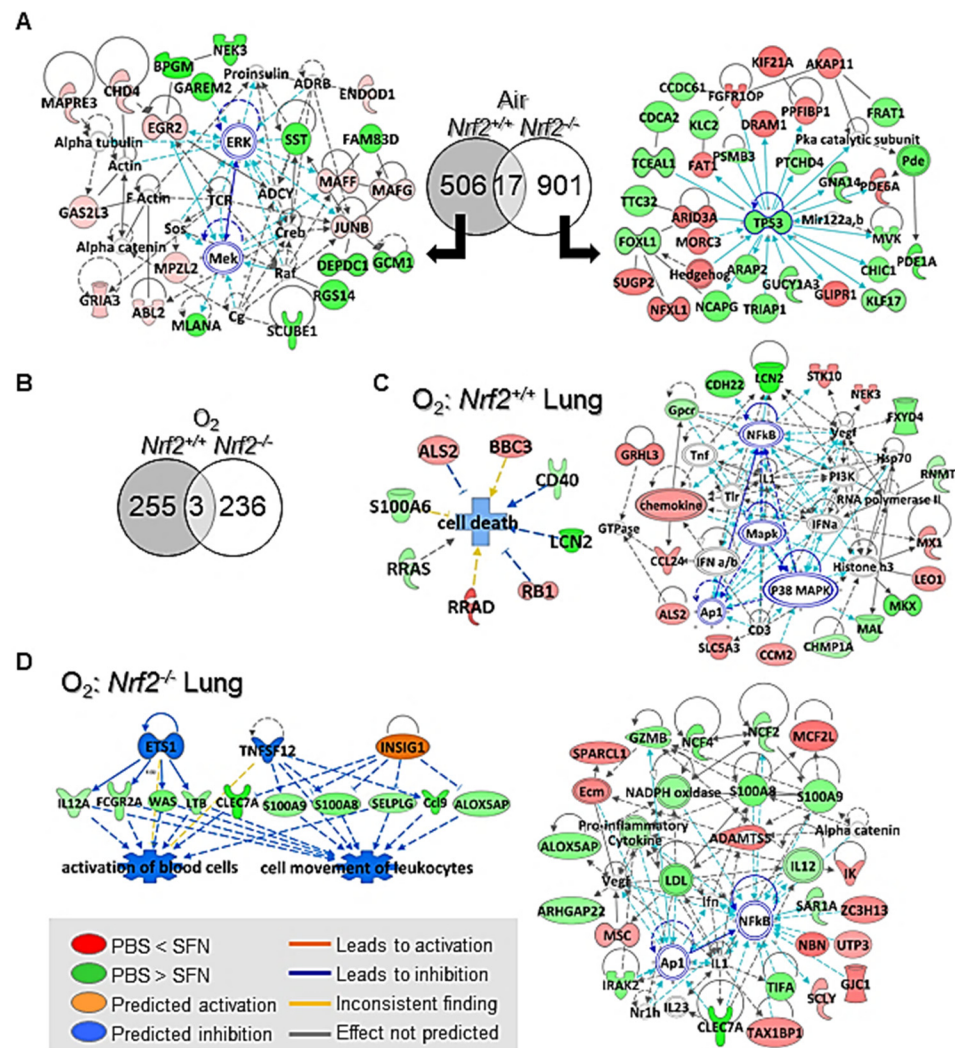 A
NEK3
BPGM
GAREM2
Proinsulin
ADRB
ENDOD1
CHD4
MAPRE3
EGR2
ERK
SST
FAM83D
Alpha tubulin
Actin
MAFF
MAFG
GAS2L3
F Actin
TCR
ADCY
JUNB
Sos
Creb
Alpha catenin
MPZL2
Mek
Raf
DEPDC1
GCM1
GRIA3
RGS14
ABL2
MLANA
Cg
SCUBE1
Air
Nrf2+/+ Nrf2-/-
506 17 901
KIF21A
AKAP11
CCDC61
FGFR1OP
PPFIBP1
FRAT1
CDCA2
KLC2
DRAM1
Pka catalytic subunit
TCEAL1
FAT1
PSMB3
PTCHD4
Pde
GNA14
PDE6A
TTC32
ARID3A
TP53
Mir122a,b
FOXL1
MORC3
MVK
PDE1A
Hedgehog
ARAP2
CHIC1
SUGP2
GUCY1A3
GLIPR1
KLF17
NFXL1
NCAPG
TRIAP1
B
O2
Nrf2+/+ Nrf2-/-
255 3 236
C
O2: Nrf2+/+ Lung
ALS2
BBC3
CD40
S100A6
cell death
LCN2
RRAS
RB1
RRAD
LCN2
STK10
CDH22
NEK3
Gpcr
FXYD4
NFkB
Vegf
GRHL3
Tnf
Hsp70
IL1
PI3K
RNMT
Tlr
RNA polymerase II
chemokine
GTPase
IFNa
Mapk
MX1
CCL24
IFN a/b
Histone h3
LEO1
P38 MAPK
MKX
Ap1
ALS2
CD3
MAL
SLC5A3
CCM2
CHMP1A
D
O2: Nrf2-/- Lung
ETS1
TNFSF12
INSIG1
IL12A
FCGR2A
WAS
LTB
CLEC7A
S100A9
S100A8
SELPLG
Ccl9
ALOX5AP
activation of blood cells
cell movement of leukocytes
PBS < SFN
Leads to activation
PBS > SFN
Leads to inhibition
Predicted activation
Inconsistent finding
Predicted inhibition
Effect not predicted
GZMB
NCF4
NCF2
MCF2L
SPARCL1
Ecm
NADPH oxidase
S100A8
S100A9
Pro-inflammatory
Cytokine
ADAMTS5
Alpha catenin
ALOX5AP
IL12
IK
Vegf
LDL
Ifn
SAR1A
ARHGAP22
NFkB
ZC3H13
MSC
NBN
UTP3
Ap1
IL1
GJC1
IRAK2
TIFA
SCLY
Nr1h
IL23
CLEC7A
TAX1BP1